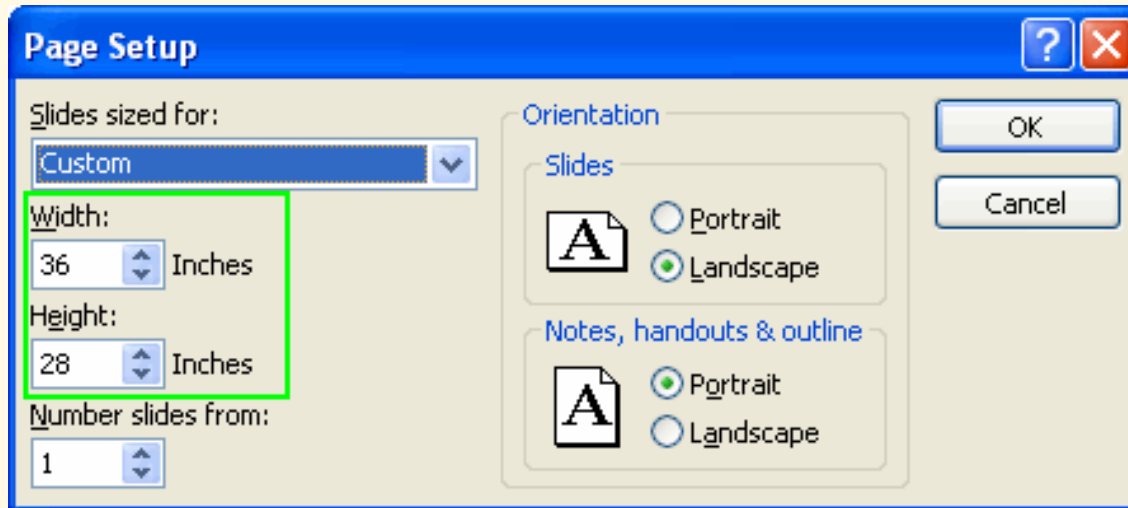 Page Setup
?
Slides sized for:
Custom
Width:
36 Inches
Height:
28 Inches
Number slides from:
1
Orientation
Slides
A
Portrait
Landscape
Notes, handouts & outline
A
Portrait
Landscape
OK
Cancel